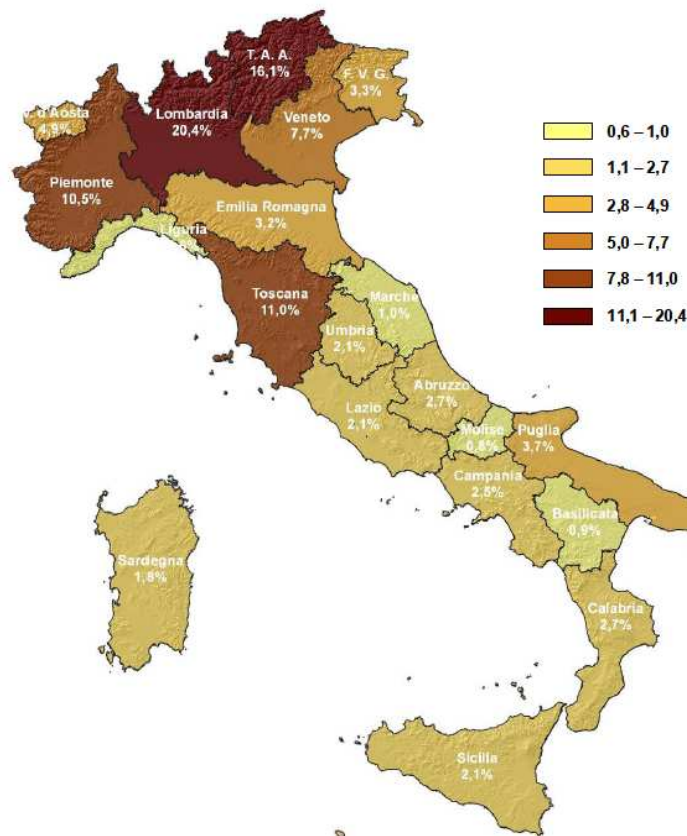 T. A. A.
16,1%
F. V. G.
3,3%
d'Aosta
4,9%
Lombardia
20,4%
Veneto
7,7%
Piemonte
10,5%
Emilia Romagna
3,2%
Liguria
Toscana
11,0%
Marche
1,0%
Umbria
2,1%
Abruzzo
2,7%
Lazio
2,1%
Molise
0,8%
Puglia
3,7%
Campania
2,5%
Basilicata
0,9%
Sardegna
1,8%
Calabria
2,7%
Sicilia
2,1%
0,6 – 1,0
1,1 – 2,7
2,8 – 4,9
5,0 – 7,7
7,8 – 11,0
11,1 – 20,4